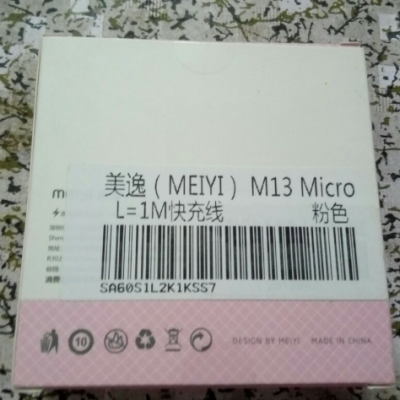 美逸（MEIYI） M13 Micro
L=1M快充线 粉色
SA60S1L2K1KSS7
10
DESIGN BY MEIYI MADE IN CHINA